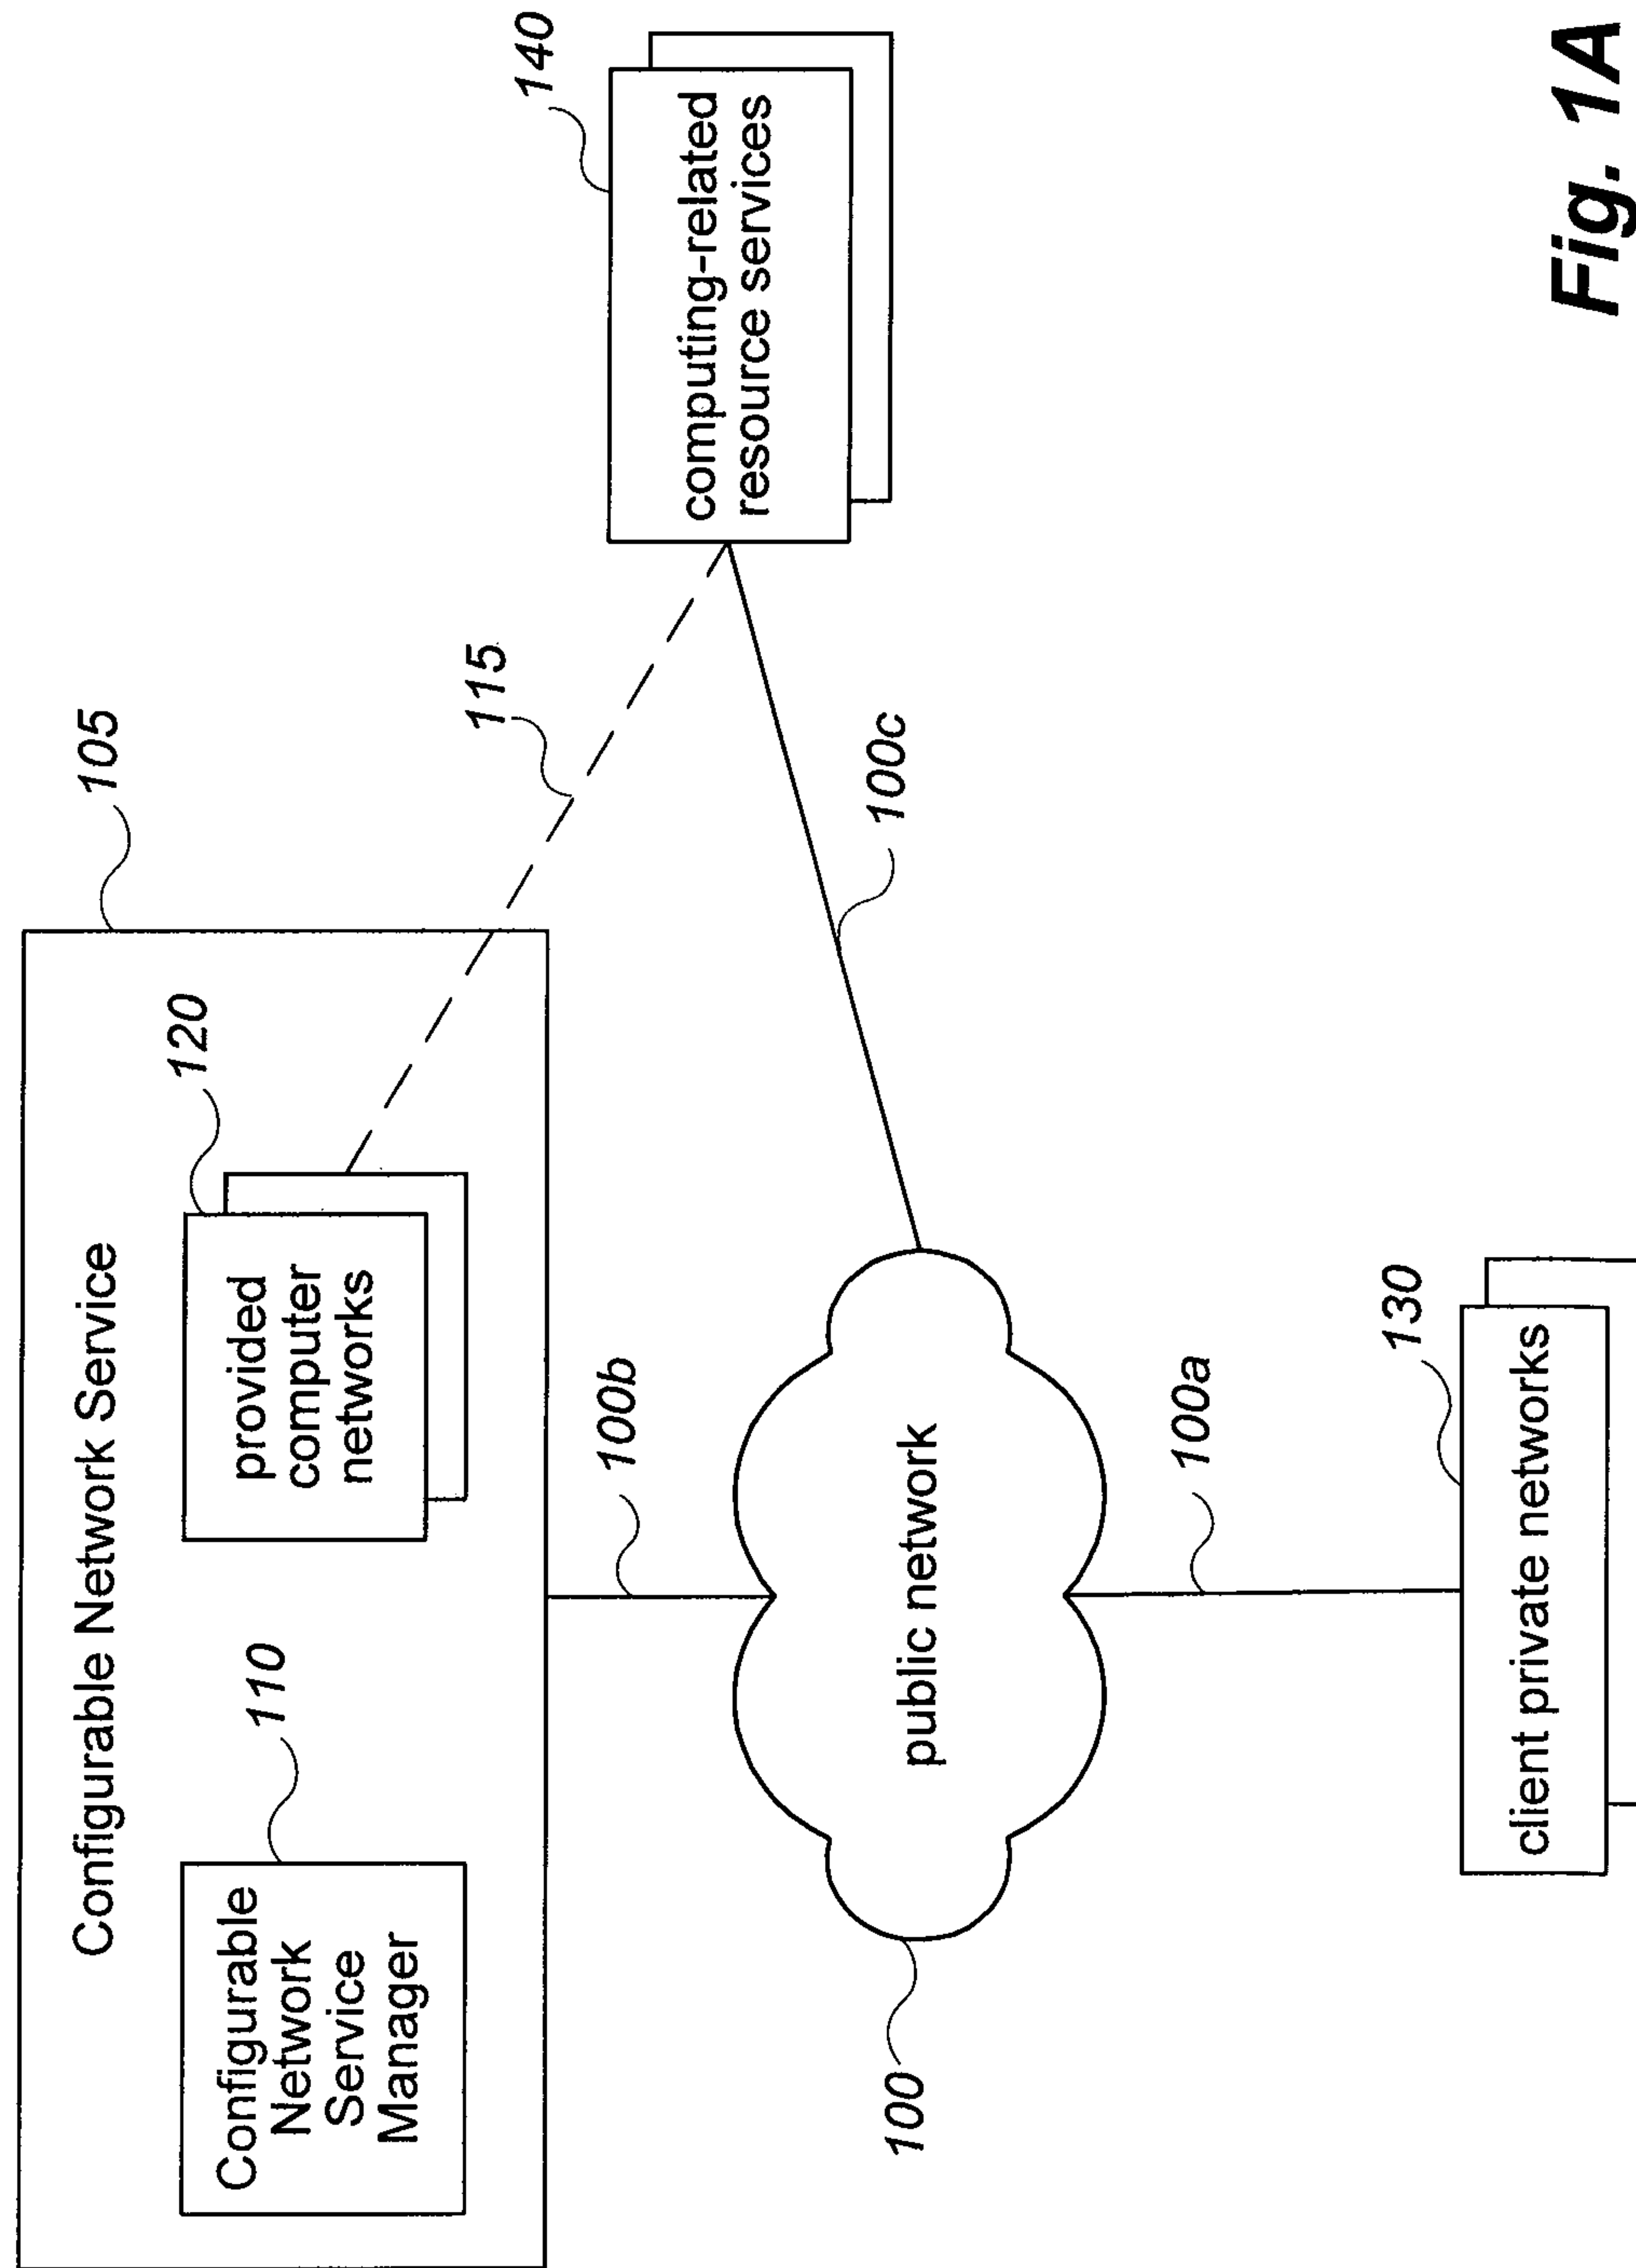 Configurable Network Service
105
Configurable
Network
Service
Manager
110
provided
computer
networks
120
115
100b
computing-related
resource services
140
public network
100
100c
100a
client private networks
130
Fig. 1A